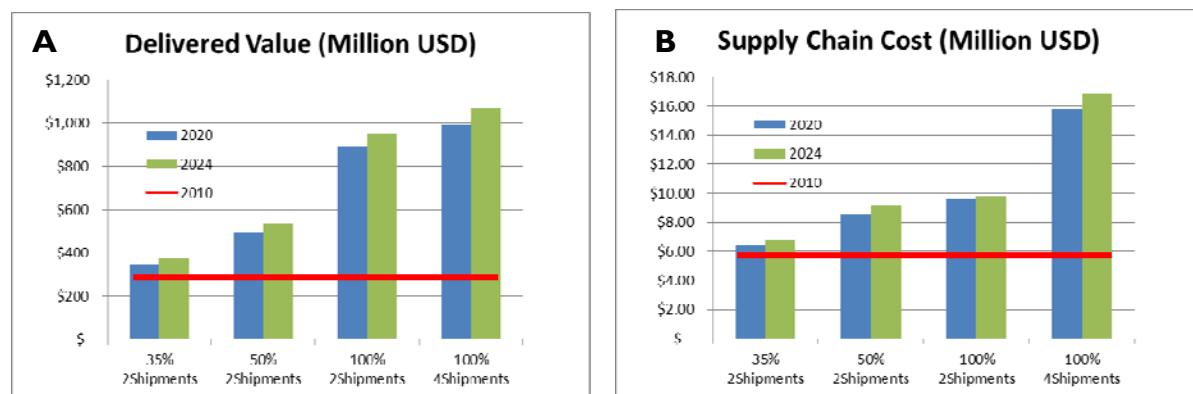 A
Delivered Value (Million USD)
$1,200
$1,000
$800
$600
$400
$200
$
2020
2024
2010
35%
2Shipments
50%
2Shipments
100%
2Shipments
100%
4Shipments
B
Supply Chain Cost (Million USD)
$18.00
$16.00
$14.00
$12.00
$10.00
$8.00
$6.00
$4.00
$2.00
$
2020
2024
2010
35%
2Shipments
50%
2Shipments
100%
2Shipments
100%
4Shipments